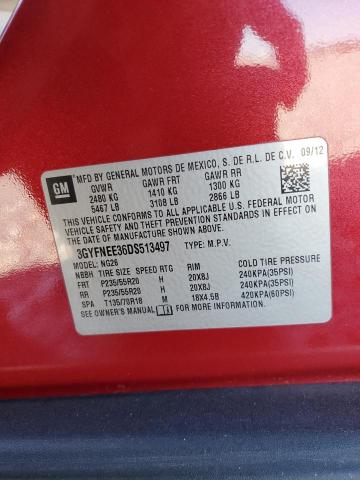 GM
MFD BY GENERAL MOTORS DE MEXICO, S. DE R.L. DE C.V. 09/12
GVWR GAWR FRT GAWR RR
2480 KG 1410 KG 1300 KG
5467 LB 3108 LB 2866 LB
THIS VEHICLE CONFORMS TO ALL APPLICABLE U.S. FEDERAL MOTOR
VEHICLE SAFETY AND THEFT PREVENTION STANDARDS IN EFFECT ON THE
DATE OF MANUFACTURE SHOWN ABOVE.
3GYFNEE36DS513497 TYPE: M.P.V.
MODEL: NG26
NBBH TIRE SIZE SPEED RTG RIM COLD TIRE PRESSURE
FRT P235/55R20 H 20X8J 240KPA(35PSI)
RR P235/55R20 H 20X8J 240KPA(35PSI)
SPA T135/70R18 M 18X4.5B 420KPA(60PSI)
SEE OWNER'S MANUAL FOR MORE INFORMATION.